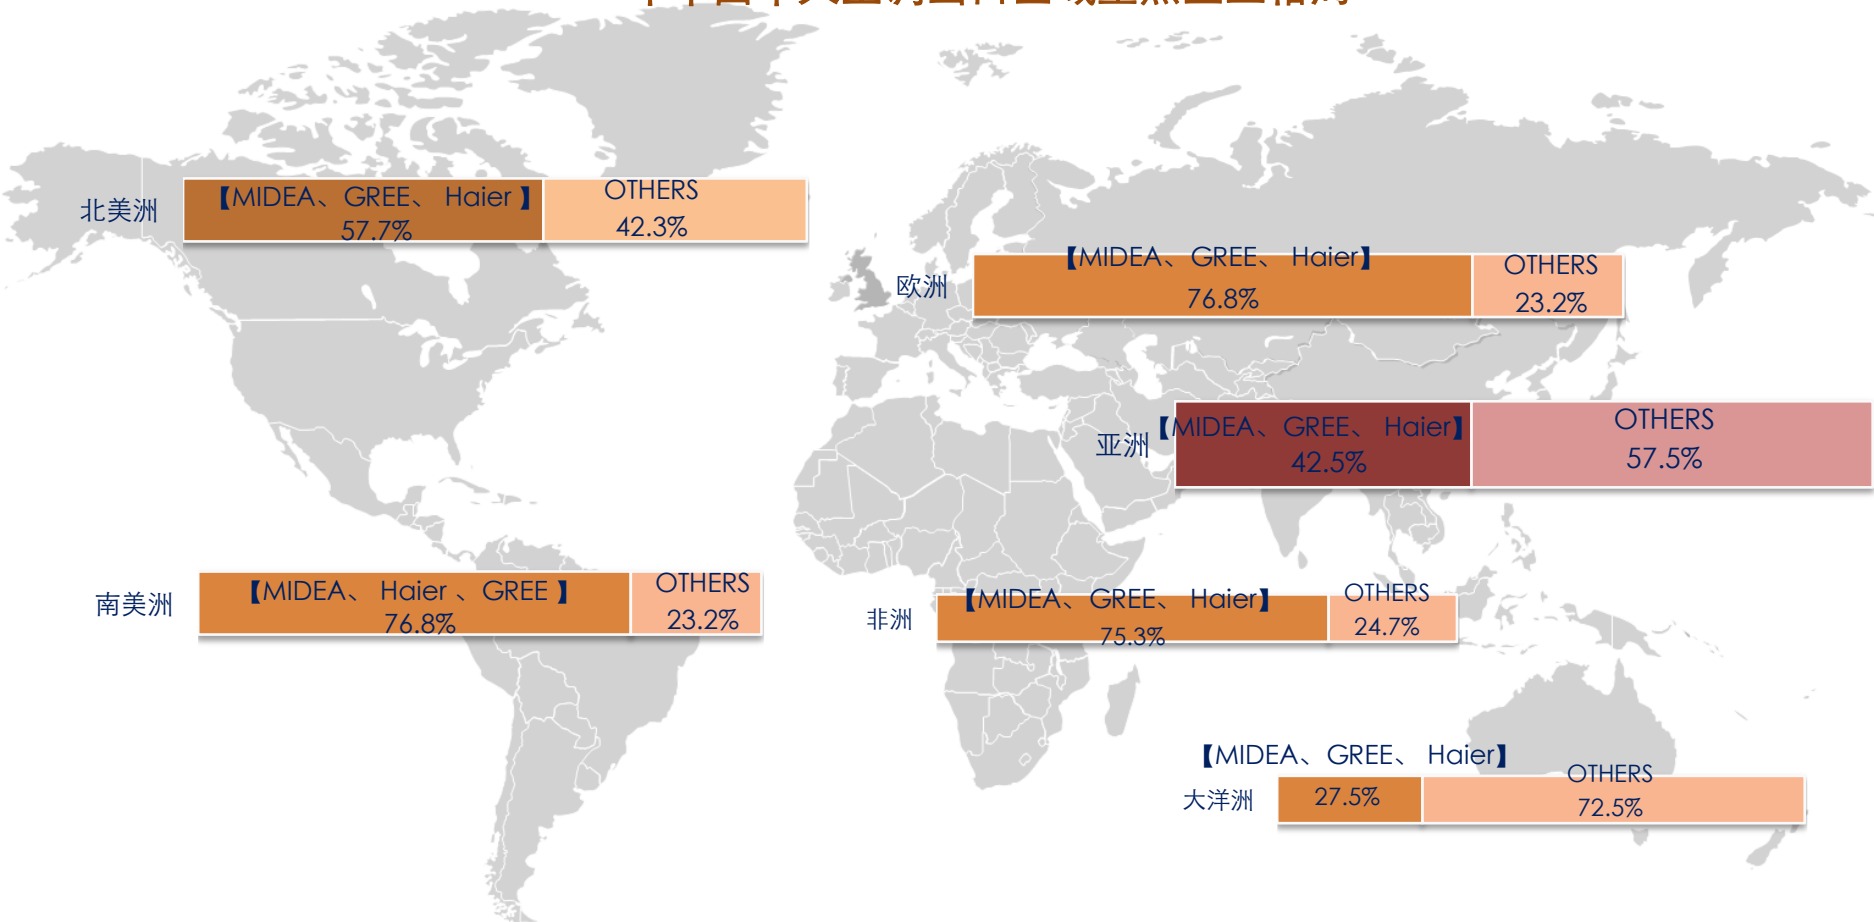 北美洲
【MIDEA、GREE、 Haier 】
57.7%
OTHERS
42.3%
欧洲
【MIDEA、GREE、 Haier】
76.8%
OTHERS
23.2%
亚洲
【MIDEA、GREE、 Haier】
42.5%
OTHERS
57.5%
南美洲
【MIDEA、 Haier 、GREE 】
76.8%
OTHERS
23.2%
非洲
【MIDEA、GREE、 Haier】
75.3%
OTHERS
24.7%
大洋洲
【MIDEA、GREE、 Haier】
27.5%
OTHERS
72.5%